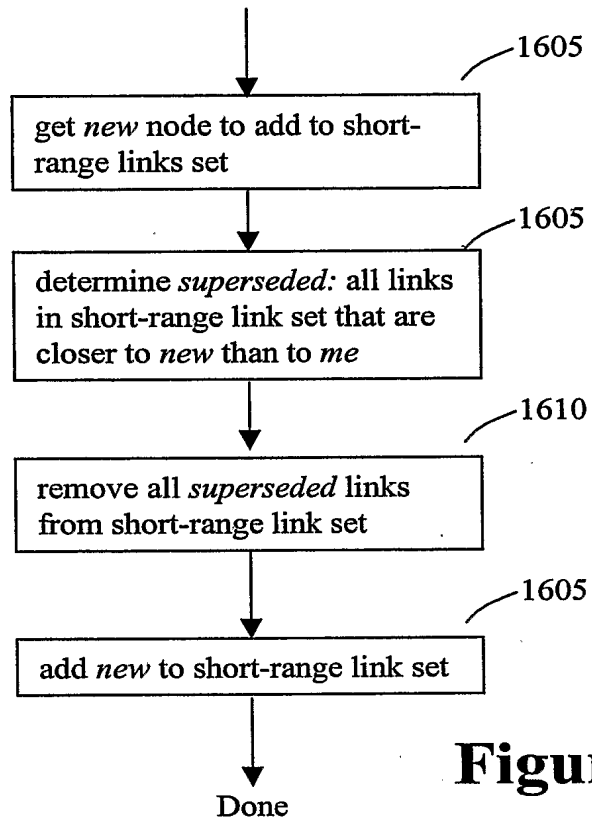 1605
get new node to add to short-
range links set
1605
determine superseded: all links
in short-range link set that are
closer to new than to me
1610
remove all superseded links
from short-range link set
1605
add new to short-range link set
Done